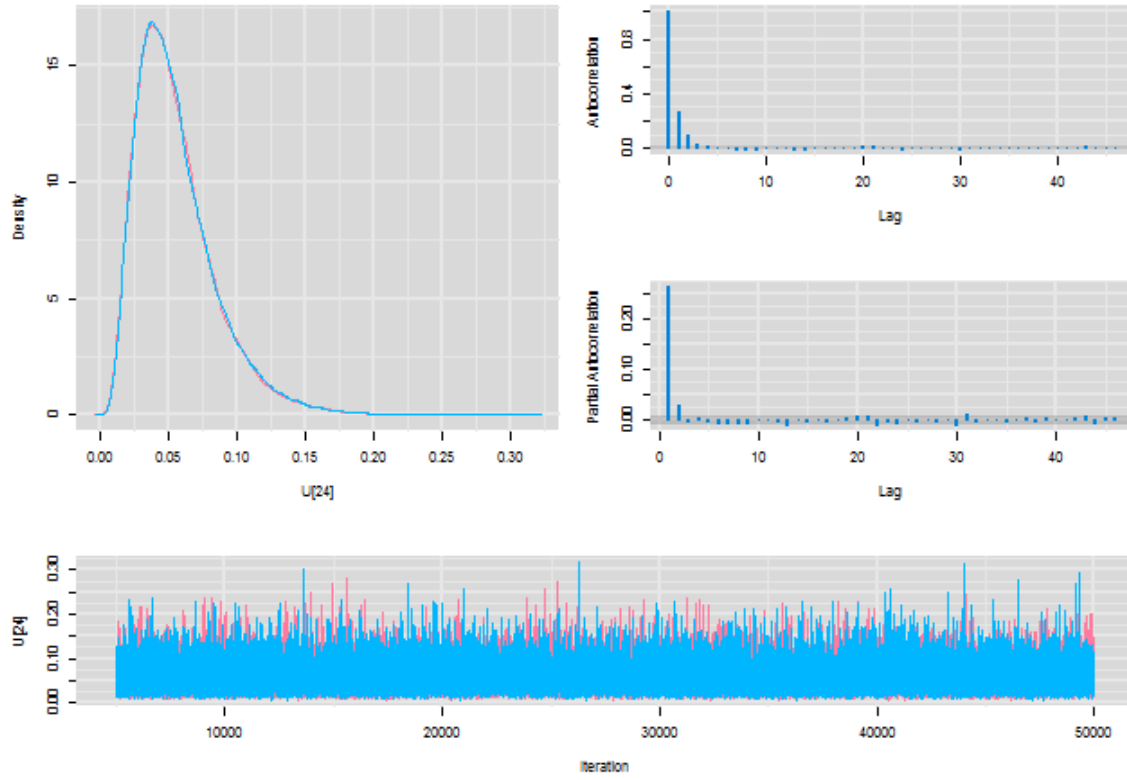 Density
15
10
5
0
0.00 0.05 0.10 0.15 0.20 0.25 0.30
U[24]
Autocorrelation
0.8
0.4
0.0
0 10 20 30 40
Lag
Partial Autocorrelation
0.20
0.10
0.00
0 10 20 30 40
Lag
U[24]
0.30
0.20
0.10
0.00
10000 20000 30000 40000 50000
Iteration